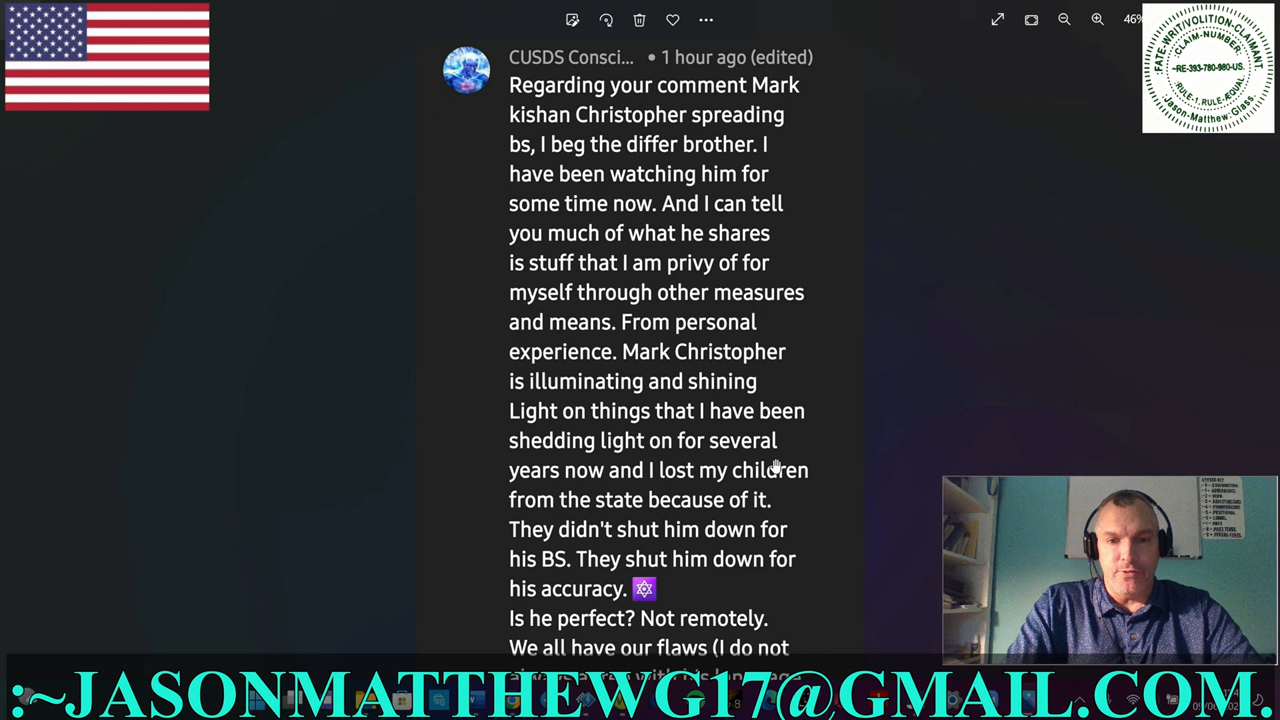 46%
:FATE-WRIT/VOLITION-CLAIMANT.
:CLAIM-NUMBER:
~RE-393-780-980-US.
:RULE-1. RULE-ÆQUAL.
:Jason-Matthew: Glass.
CUSDS Consci... • 1 hour ago (edited)
Regarding your comment Mark
kishan Christopher spreading
bs, I beg the differ brother. I
have been watching him for
some time now. And I can tell
you much of what he shares
is stuff that I am privy of for
myself through other measures
and means. From personal
experience. Mark Christopher
is illuminating and shining
Light on things that I have been
shedding light on for several
years now and I lost my children
from the state because of it.
They didn't shut him down for
his BS. They shut him down for
his accuracy. 🔯
Is he perfect? Not remotely.
We all have our flaws (I do not
:~JASONMATTHEWG17@GMAIL.COM.